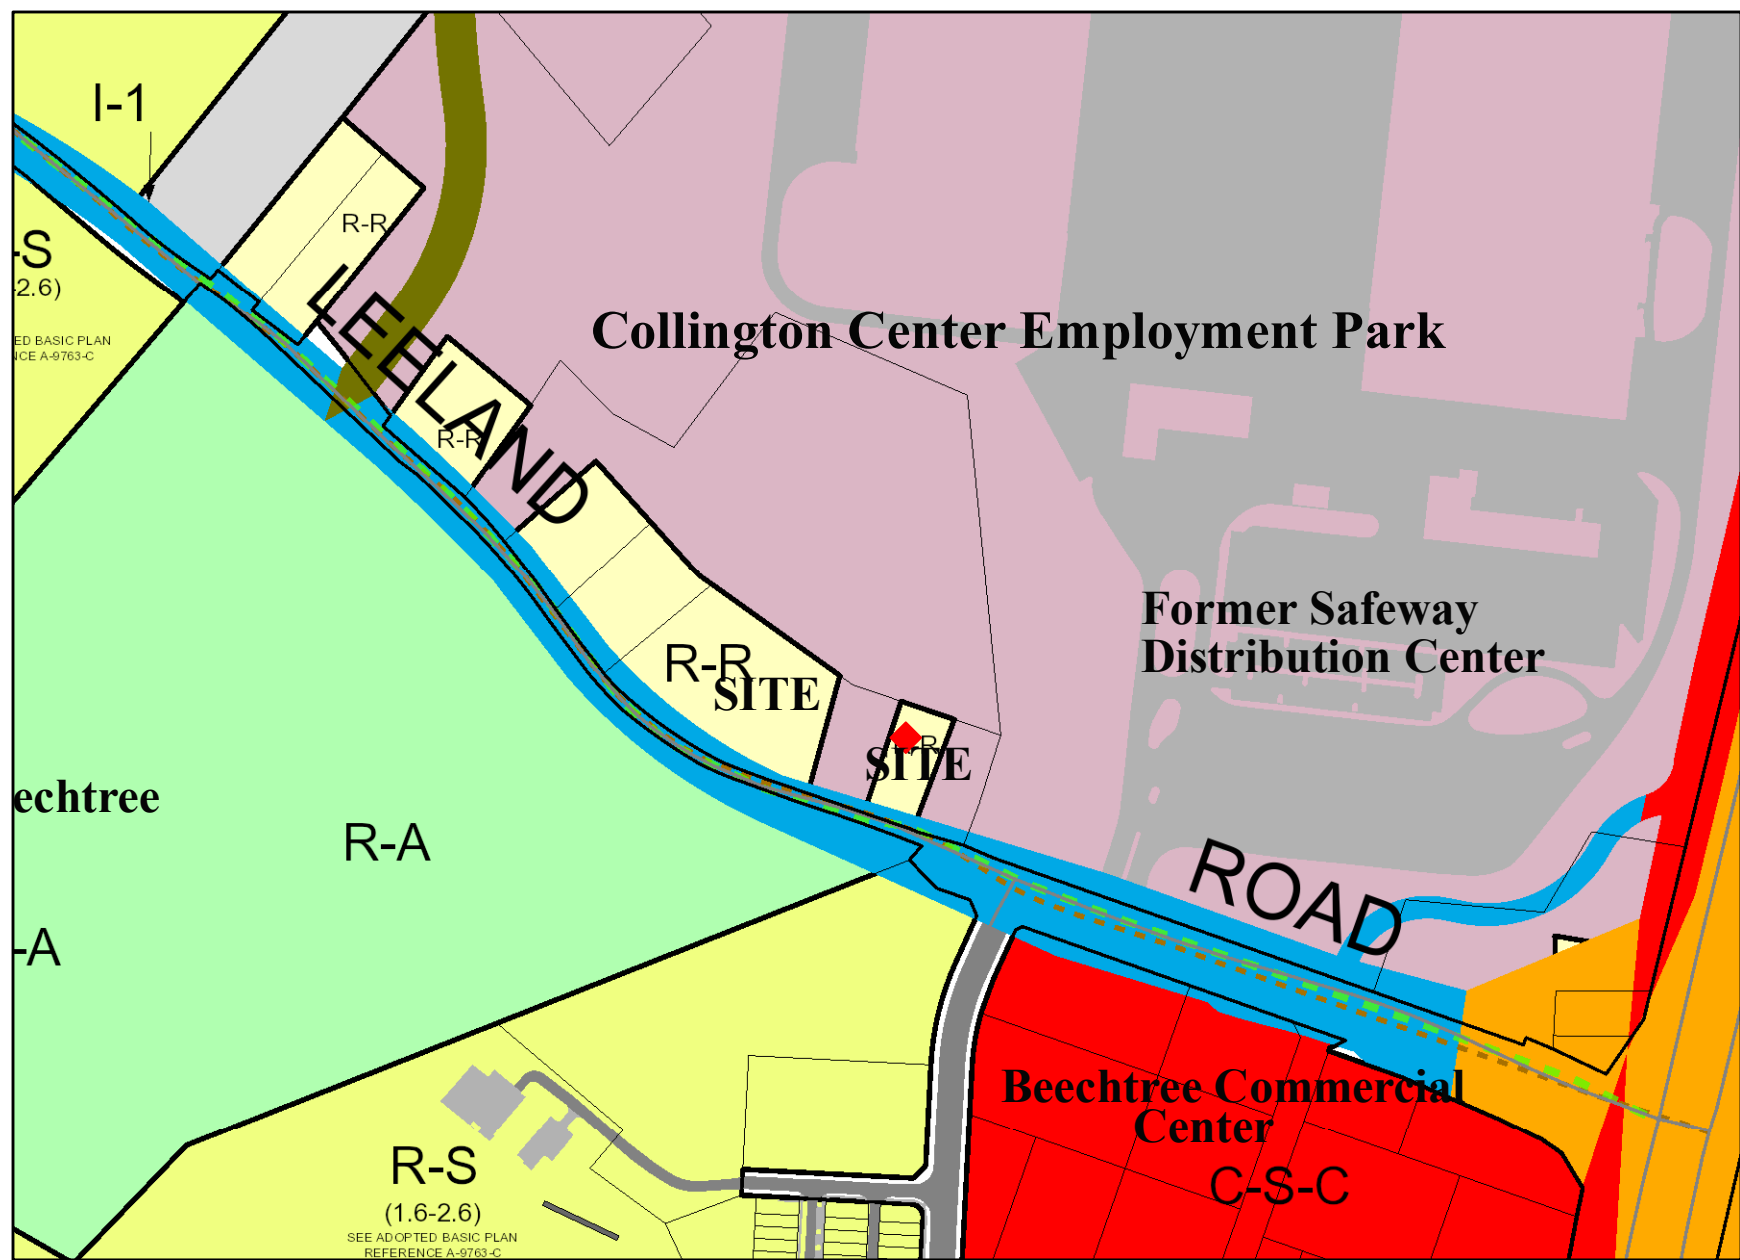 I-1
R-R
-S
-2.6)
ED BASIC PLAN
NCE A-9763-C
LEELAND
Collington Center Employment Park
R-R
Former Safeway
Distribution Center
R-R
SITE
R
SITE
echtree
R-A
ROAD
-A
Beechtree Commercial
Center
R-S
(1.6-2.6)
SEE ADOPTED BASIC PLAN
REFERENCE A-9763-C
C-S-C